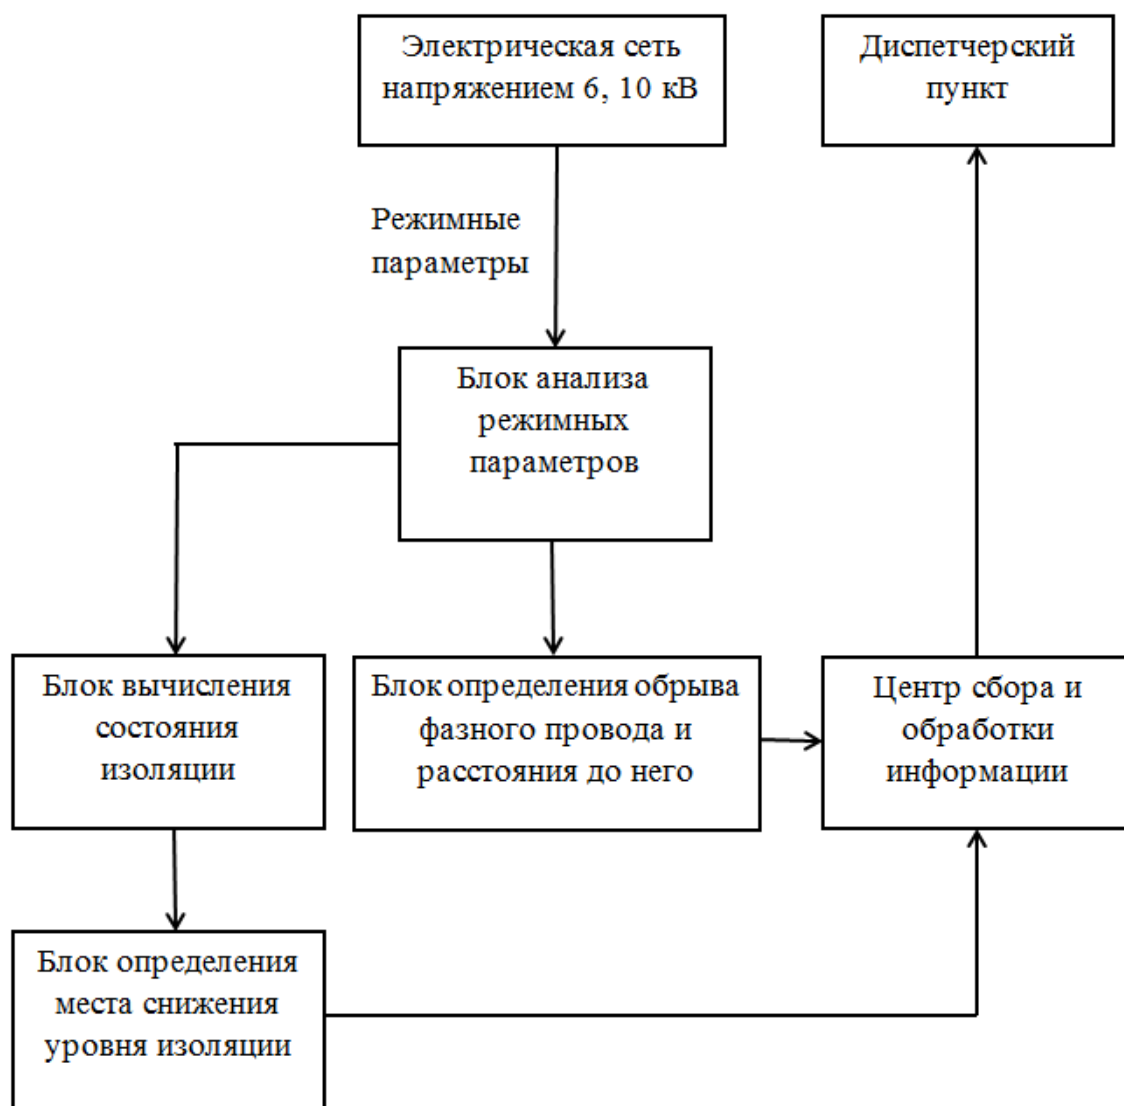 Электрическая сеть
напряжением 6, 10 кВ
Диспетчерский
пункт
Режимные
параметры
Блок анализа
режимных
параметров
Блок вычисления
состояния
изоляции
Блок определения обрыва
фазного провода и
расстояния до него
Центр сбора и
обработки
информации
Блок определения
места снижения
уровня изоляции